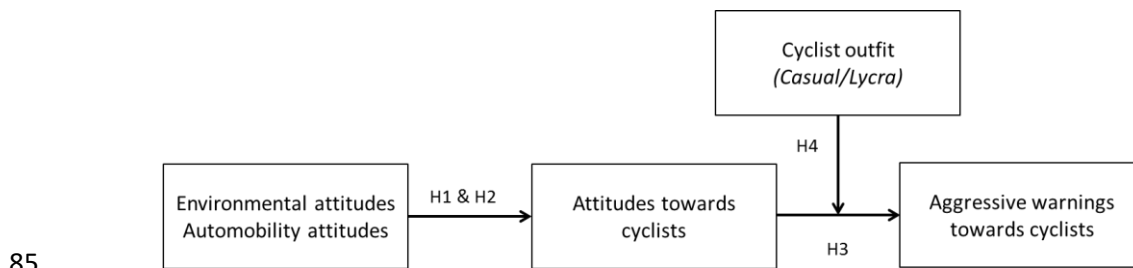 Cyclist outfit
(Casual/Lycra)
H4
Environmental attitudes
Automobility attitudes
H1 & H2
Attitudes towards
cyclists
H3
Aggressive warnings
towards cyclists
85